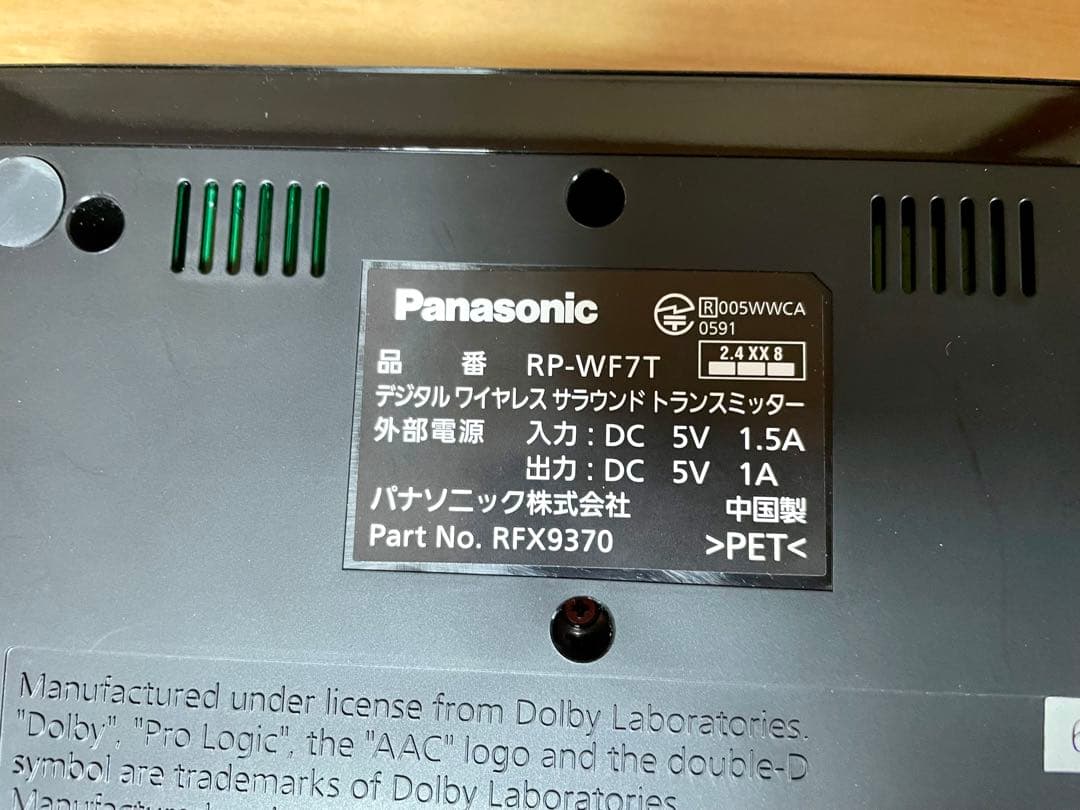 Panasonic
R 005WWCA
0591
2.4 XX 8
品 番 RP-WF7T
デジタル ワイヤレス サラウンド トランスミッター
外部電源 入力 : DC 5V 1.5A
出力 : DC 5V 1A
パナソニック株式会社 中国製
Part No. RFX9370 >PET<
Manufactured under license from Dolby Laboratories.
"Dolby", "Pro Logic", the "AAC" logo and the double-D
symbol are trademarks of Dolby Laboratories.
Manufactured